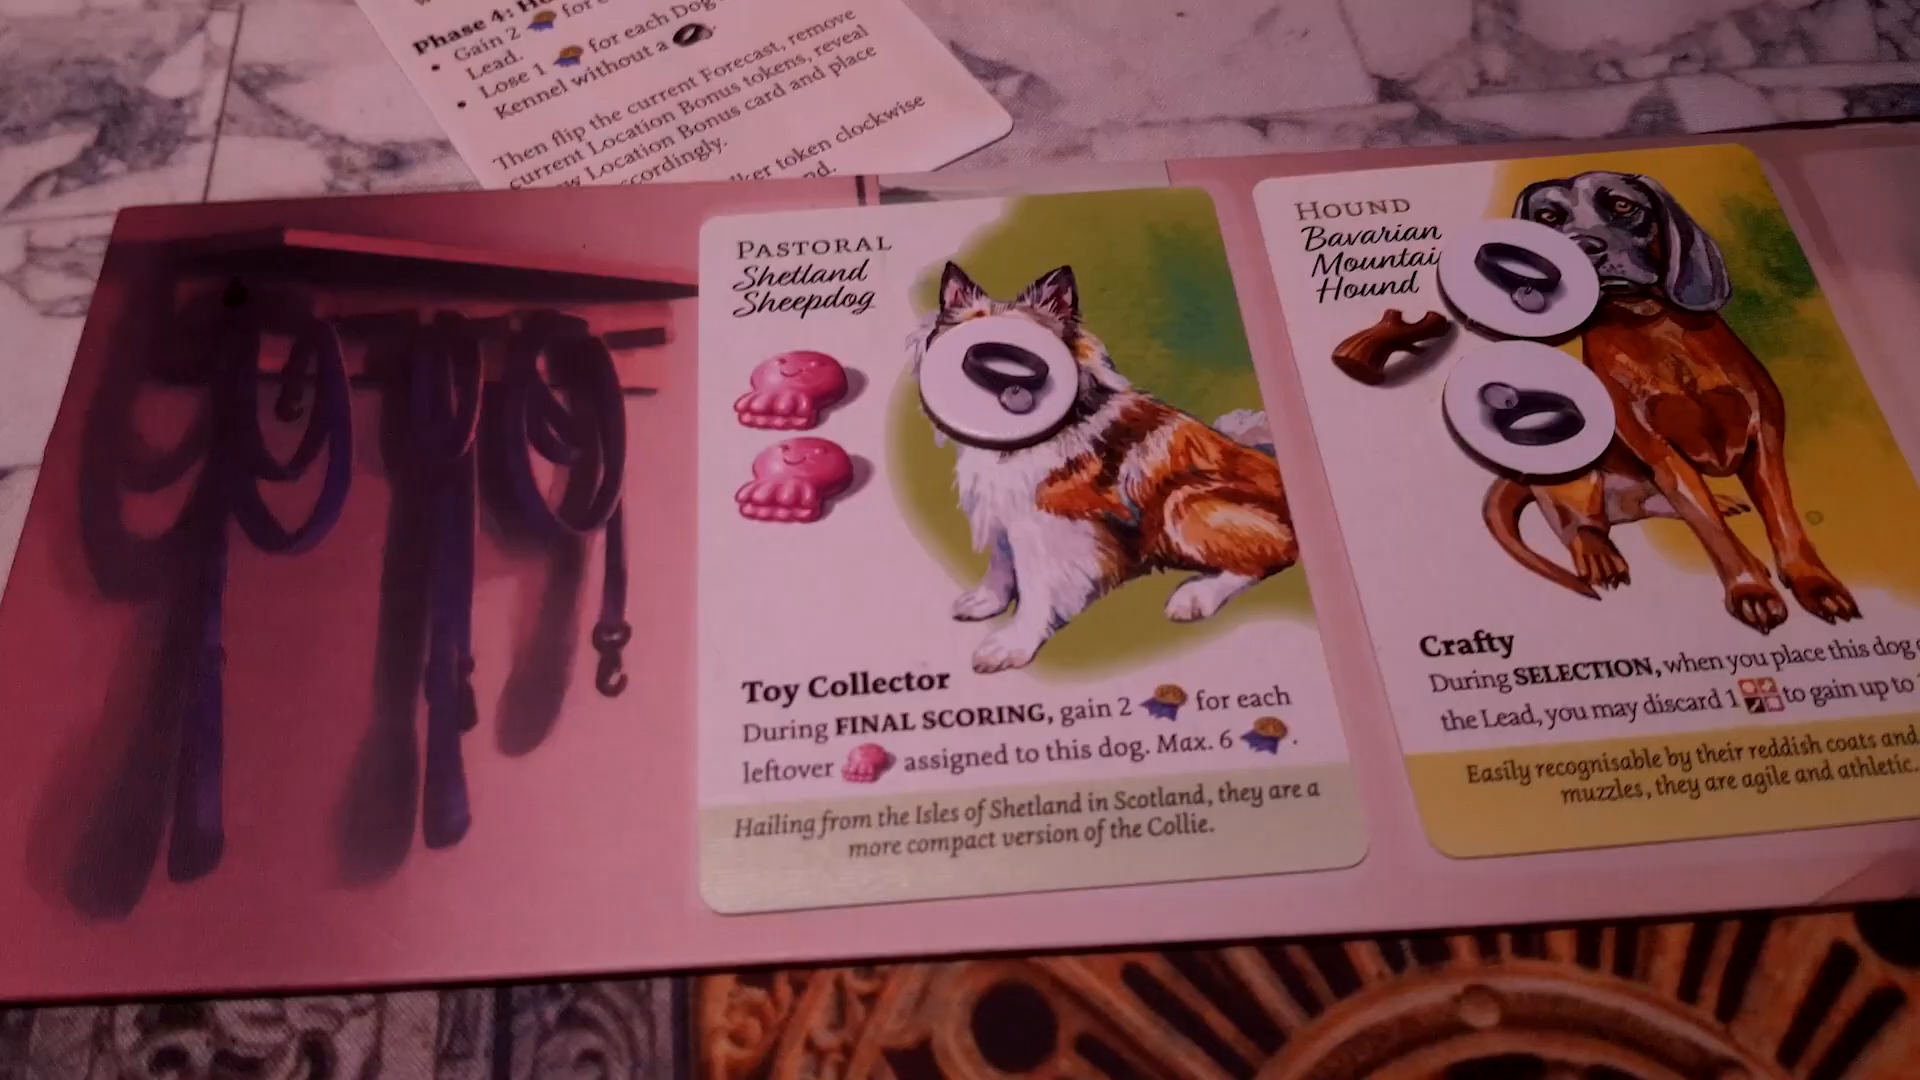 Phase 4:
Gain 2 for
Lead.
Lose 1 for each Dog
Kennel without a .
Then flip the current Forecast, remove
current Location Bonus tokens, reveal
Location Bonus card and place
accordingly.
token clockwise
PASTORAL
Shetland
Sheepdog
Toy Collector
During FINAL SCORING, gain 2 for each
leftover assigned to this dog. Max. 6 .
Hailing from the Isles of Shetland in Scotland, they are a
more compact version of the Collie.
HOUND
Bavarian
Mountai
Hound
Crafty
During SELECTION, when you place this dog
the Lead, you may discard 1 to gain up to
Easily recognisable by their reddish coats and
muzzles, they are agile and athletic.